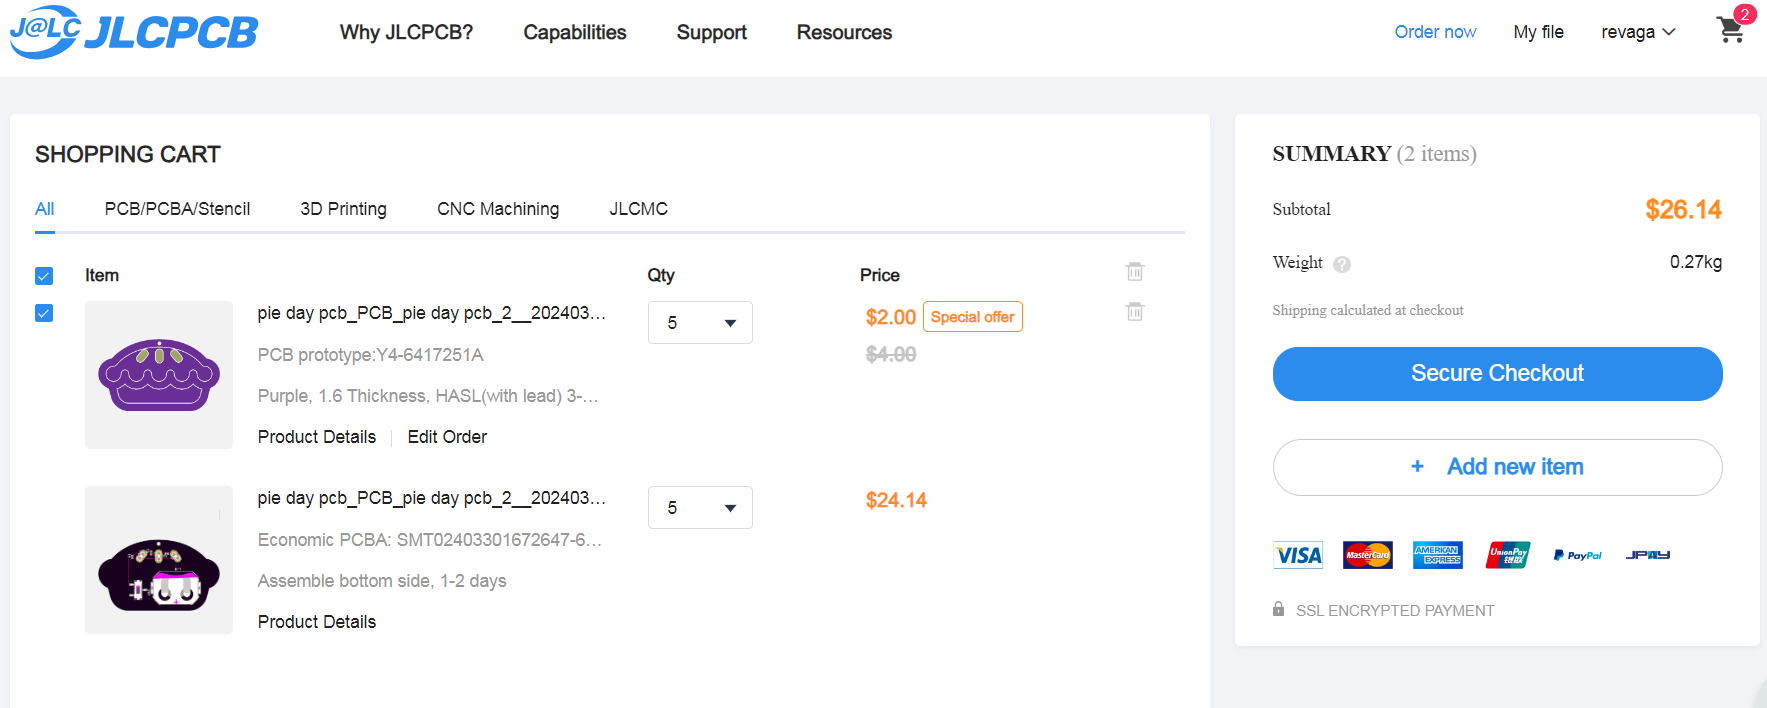 J@LC JLCPCB
Why JLCPCB?
Capabilities
Support
Resources
Order now
My file
revaga
2
SHOPPING CART
All
PCB/PCBA/Stencil
3D Printing
CNC Machining
JLCMC
Item
Qty
Price
pie day pcb_PCB_pie day pcb_2__202403...
PCB prototype:Y4-6417251A
Purple, 1.6 Thickness, HASL(with lead) 3-...
Product Details
Edit Order
5
$2.00
Special offer
$4.00
pie day pcb_PCB_pie day pcb_2__202403...
Economic PCBA: SMT02403301672647-6...
Assemble bottom side, 1-2 days
Product Details
5
$24.14
SUMMARY (2 items)
Subtotal
$26.14
Weight ?
0.27kg
Shipping calculated at checkout
Secure Checkout
+ Add new item
VISA
MasterCard
AMERICAN EXPRESS
UnionPay
银联
P PayPal
JPAY
SSL ENCRYPTED PAYMENT